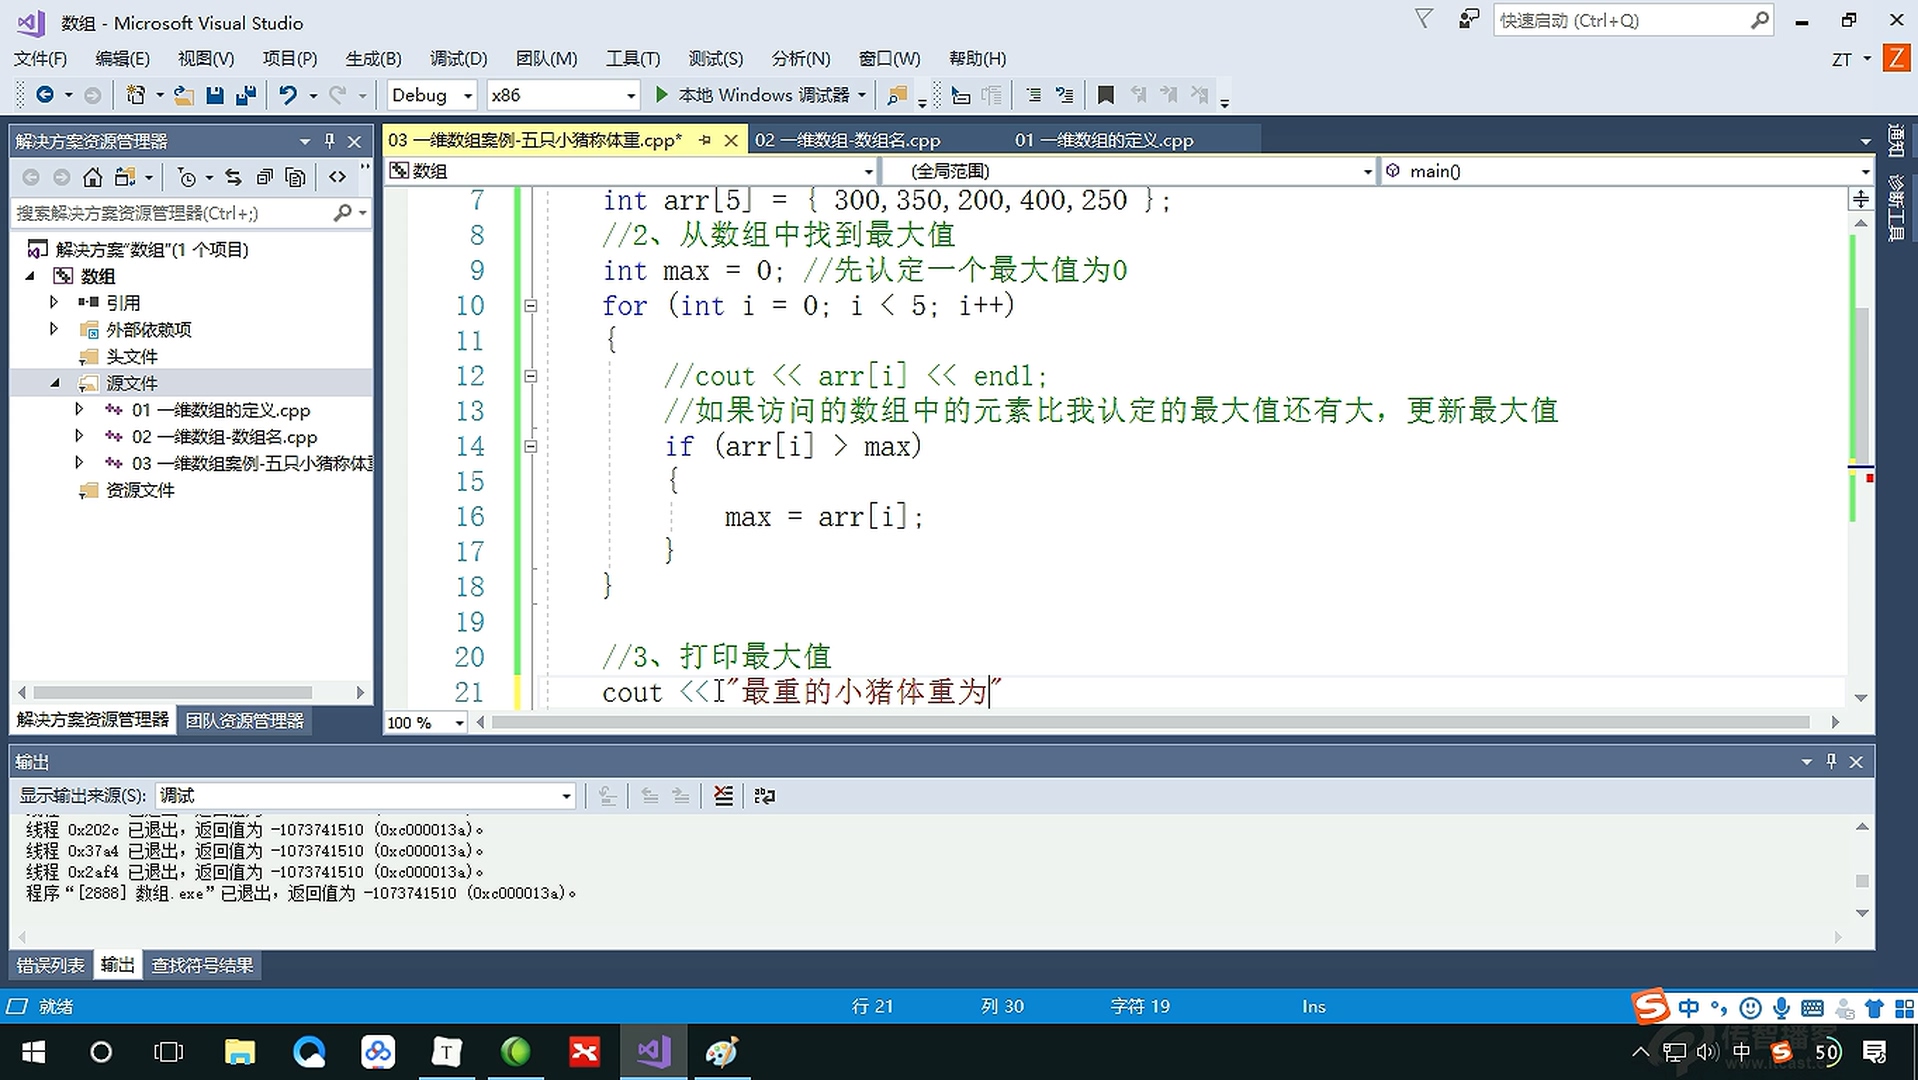 数组 - Microsoft Visual Studio
快速启动 (Ctrl+Q)
文件(F) 编辑(E) 视图(V) 项目(P) 生成(B) 调试(D) 团队(M) 工具(T) 测试(S) 分析(N) 窗口(W) 帮助(H)
ZT Z
Debug x86 本地 Windows 调试器
解决方案资源管理器
03 一维数组案例-五只小猪称体重.cpp* 02 一维数组-数组名.cpp 01 一维数组的定义.cpp
通知
诊断工具
数组 (全局范围) main()
搜索解决方案资源管理器(Ctrl+;)
解决方案"数组"(1 个项目)
数组
引用
外部依赖项
头文件
源文件
01 一维数组的定义.cpp
02 一维数组-数组名.cpp
03 一维数组案例-五只小猪称体重
资源文件
解决方案资源管理器 团队资源管理器
7 int arr[5] = { 300,350,200,400,250 };
8 //2、从数组中找到最大值
9 int max = 0; //先认定一个最大值为0
10 for (int i = 0; i < 5; i++)
11 {
12 //cout << arr[i] << endl;
13 //如果访问的数组中的元素比我认定的最大值还有大，更新最大值
14 if (arr[i] > max)
15 {
16 max = arr[i];
17 }
18 }
19
20 //3、打印最大值
21 cout <<"最重的小猪体重为"
100 %
输出
显示输出来源(S): 调试
线程 0x202c 已退出，返回值为 -1073741510 (0xc000013a)。
线程 0x37a4 已退出，返回值为 -1073741510 (0xc000013a)。
线程 0x2af4 已退出，返回值为 -1073741510 (0xc000013a)。
程序“[2888] 数组.exe”已退出，返回值为 -1073741510 (0xc000013a)。
错误列表 输出 查找符号结果
就绪 行 21 列 30 字符 19 Ins
中
T 中 50
传智播客